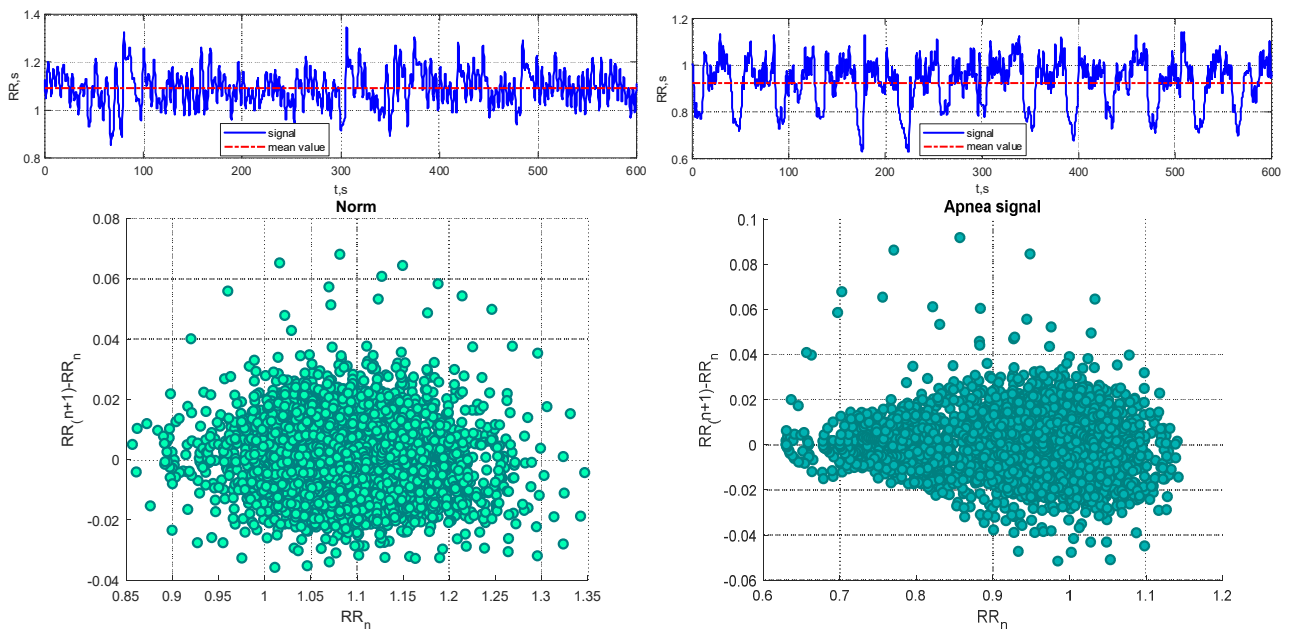 1.4
1.2
1
0.8
RR,s
signal
mean value
0 100 200 300 400 500 600
t,s
1.2
1
0.8
0.6
RR,s
signal
mean value
0 100 200 300 400 500 600
t,s
Norm
0.08
0.06
0.04
0.02
0
-0.02
-0.04
RR(n+1)-RRn
0.85 0.9 0.95 1 1.05 1.1 1.15 1.2 1.25 1.3 1.35
RRn
Apnea signal
0.1
0.08
0.06
0.04
0.02
0
-0.02
-0.04
-0.06
RR(n+1)-RRn
0.6 0.7 0.8 0.9 1 1.1 1.2
RRn